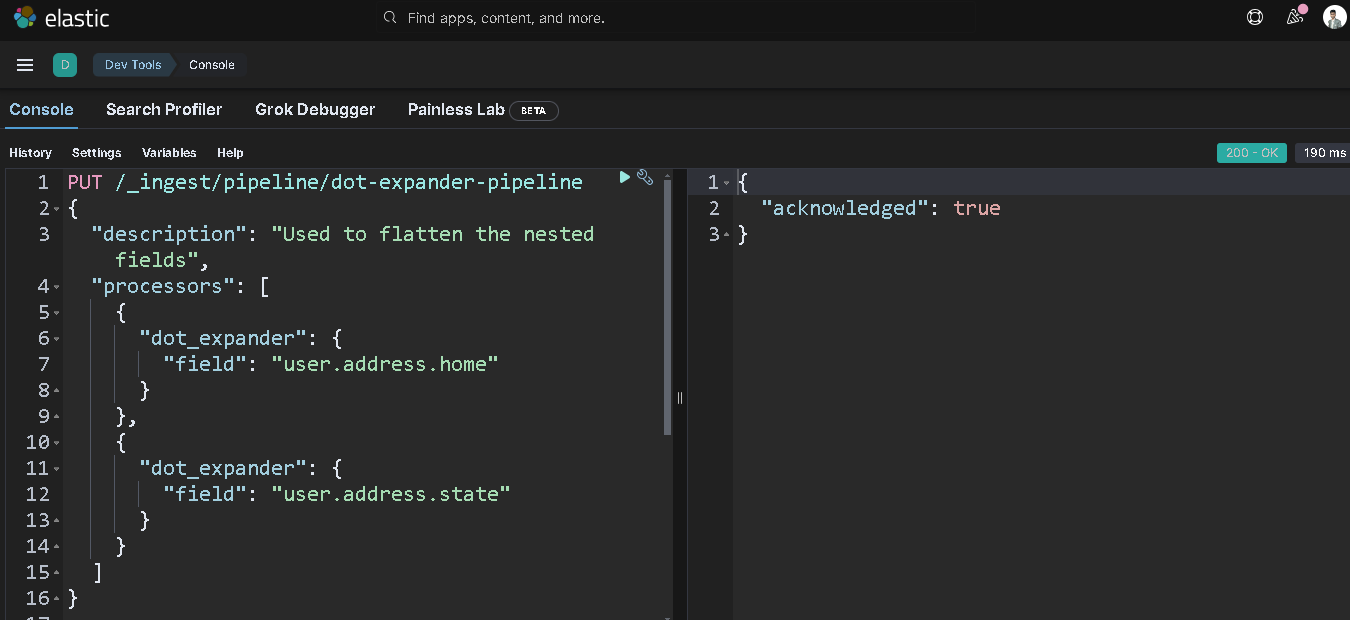 elastic
Find apps, content, and more.
D
Dev Tools
Console
Console
Search Profiler
Grok Debugger
Painless Lab
BETA
History
Settings
Variables
Help
200 - OK
190 ms
1 PUT /_ingest/pipeline/dot-expander-pipeline
2 {
3 "description": "Used to flatten the nested
fields",
4 "processors": [
5 {
6 "dot_expander": {
7 "field": "user.address.home"
8 }
9 },
10 {
11 "dot_expander": {
12 "field": "user.address.state"
13 }
14 }
15 ]
16 }
1 {
2 "acknowledged": true
3 }